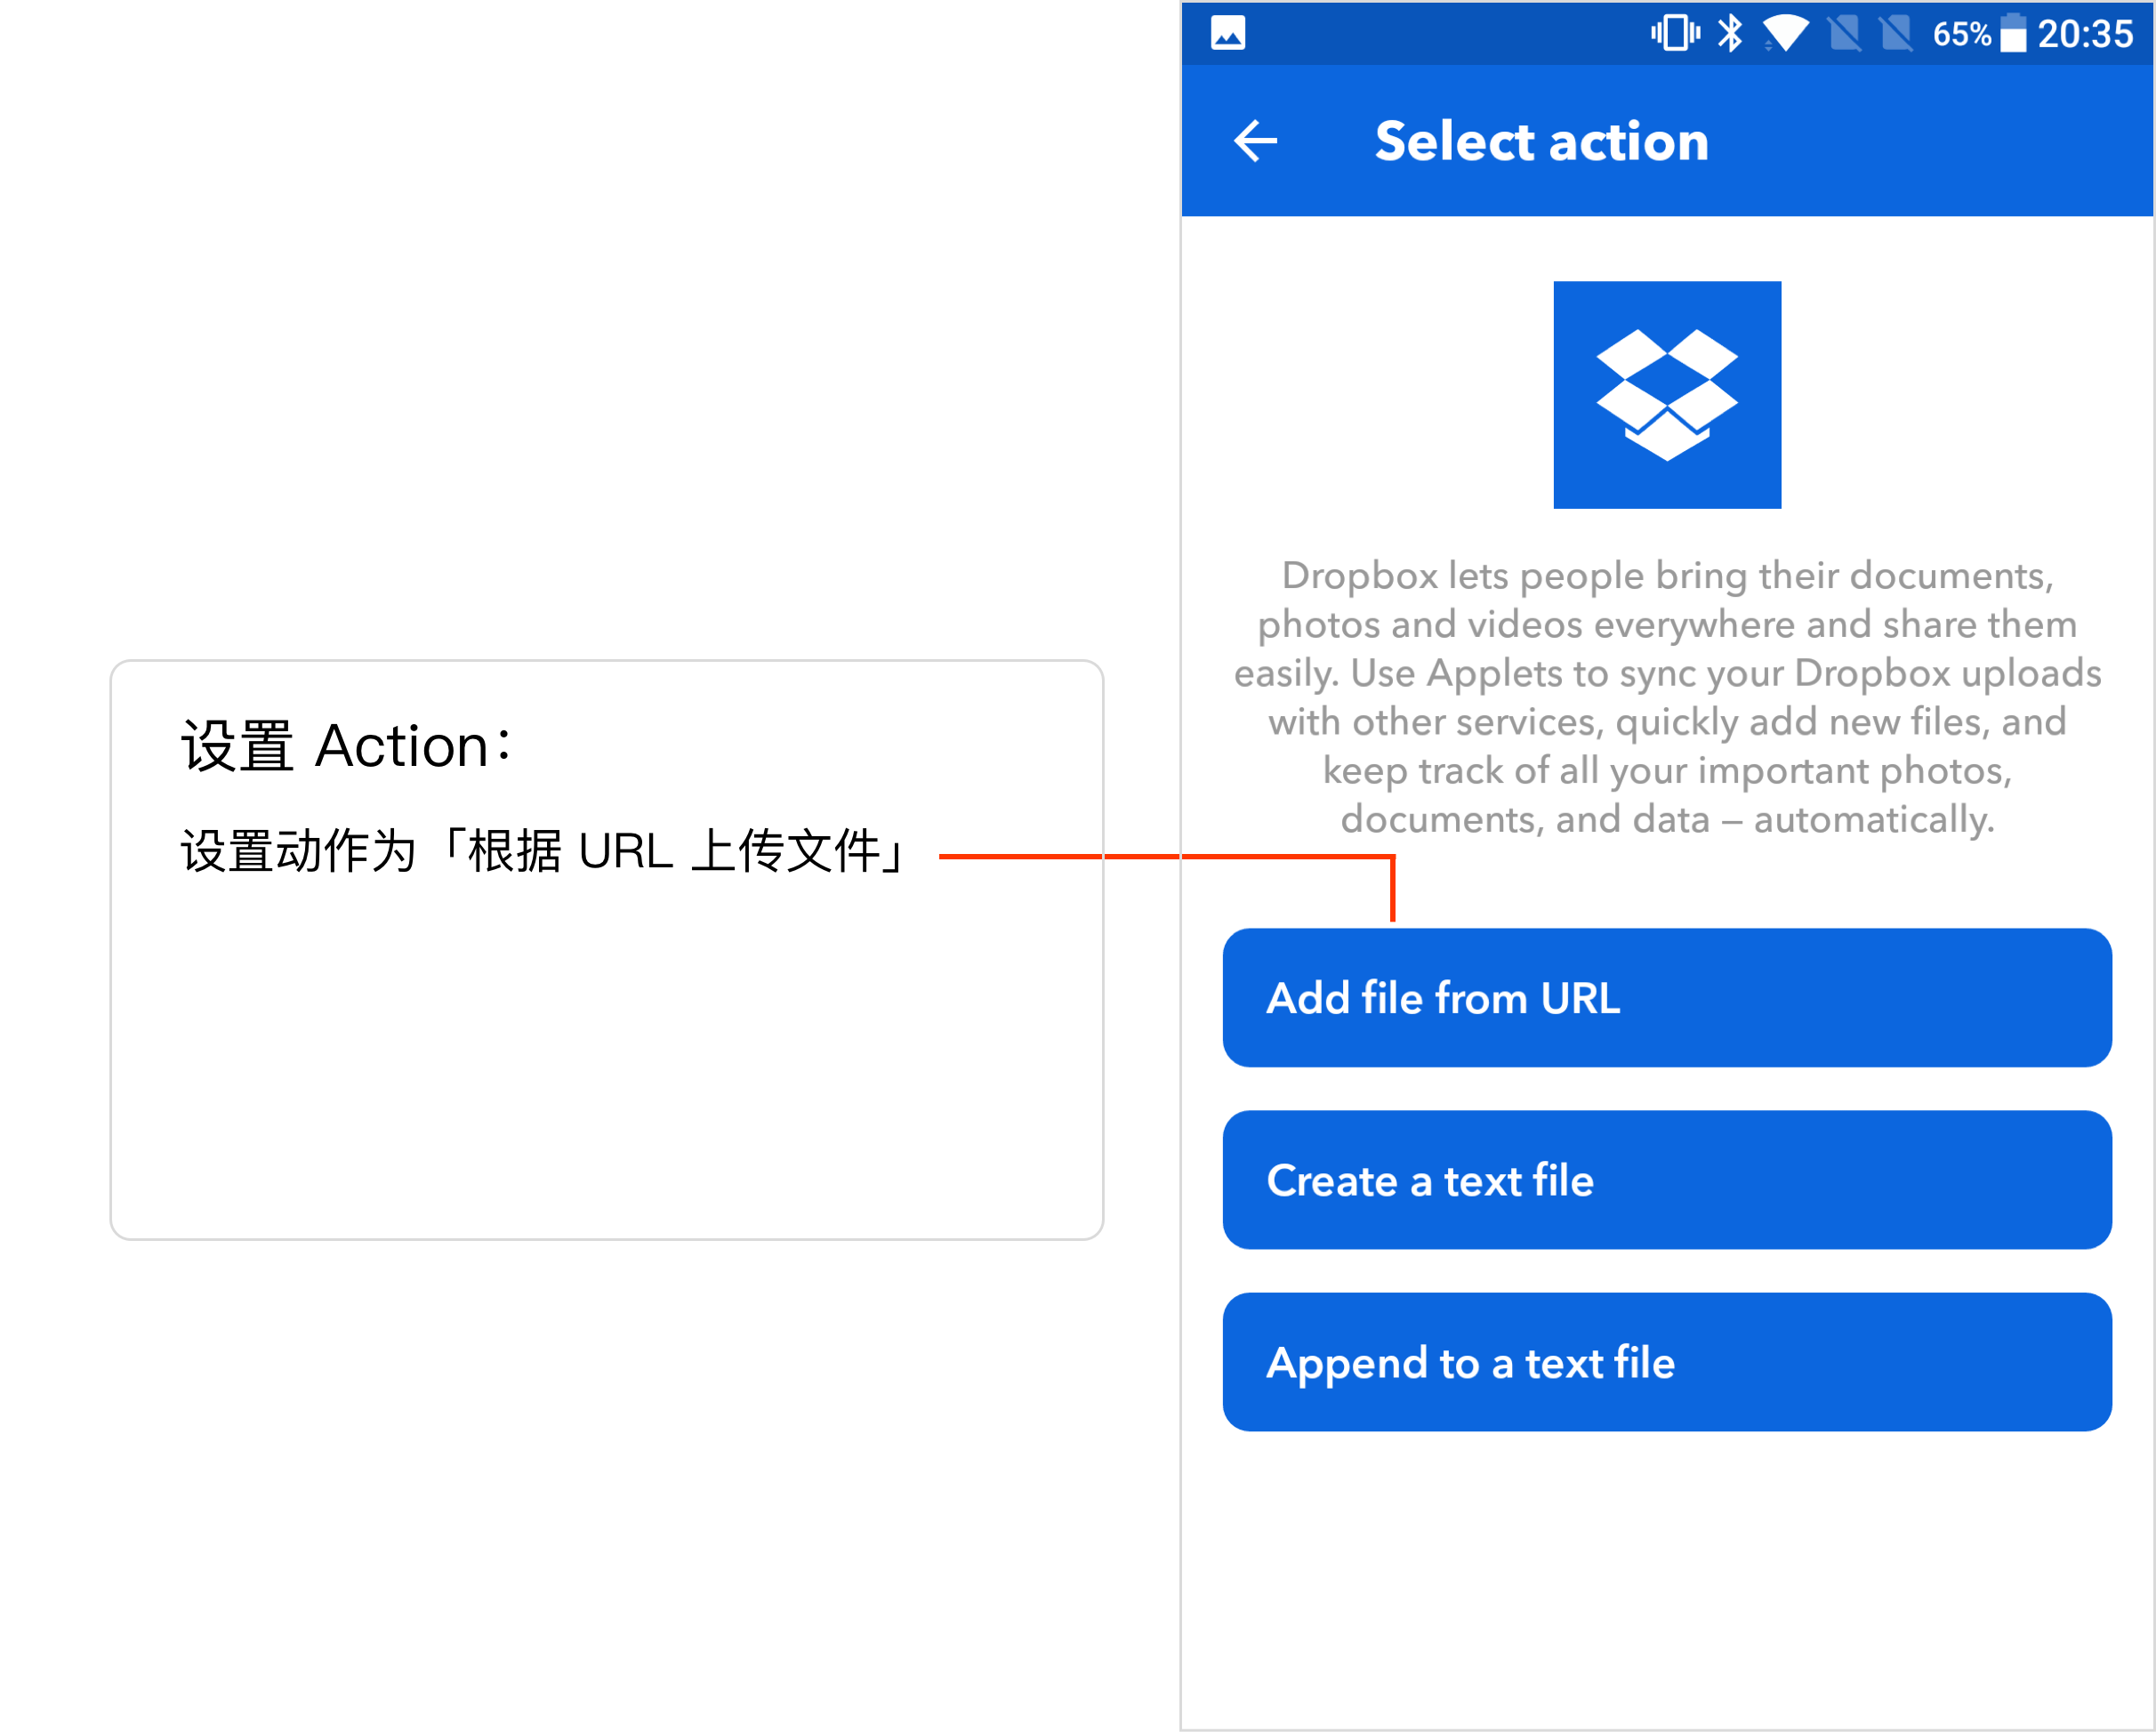 65% 20:35
Select action
Dropbox lets people bring their documents,
photos and videos everywhere and share them
easily. Use Applets to sync your Dropbox uploads
with other services, quickly add new files, and
keep track of all your important photos,
documents, and data – automatically.
设置 Action：
设置动作为「根据 URL 上传文件」
Add file from URL
Create a text file
Append to a text file